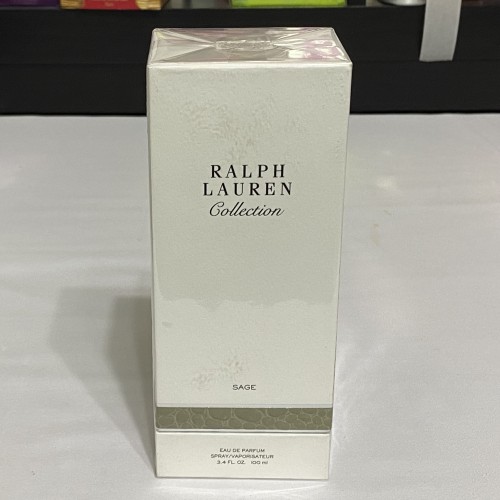 RALPH
LAUREN
Collection
SAGE
EAU DE PARFUM
SPRAY/VAPORISATEUR
3.4 FL. OZ. 100 ml